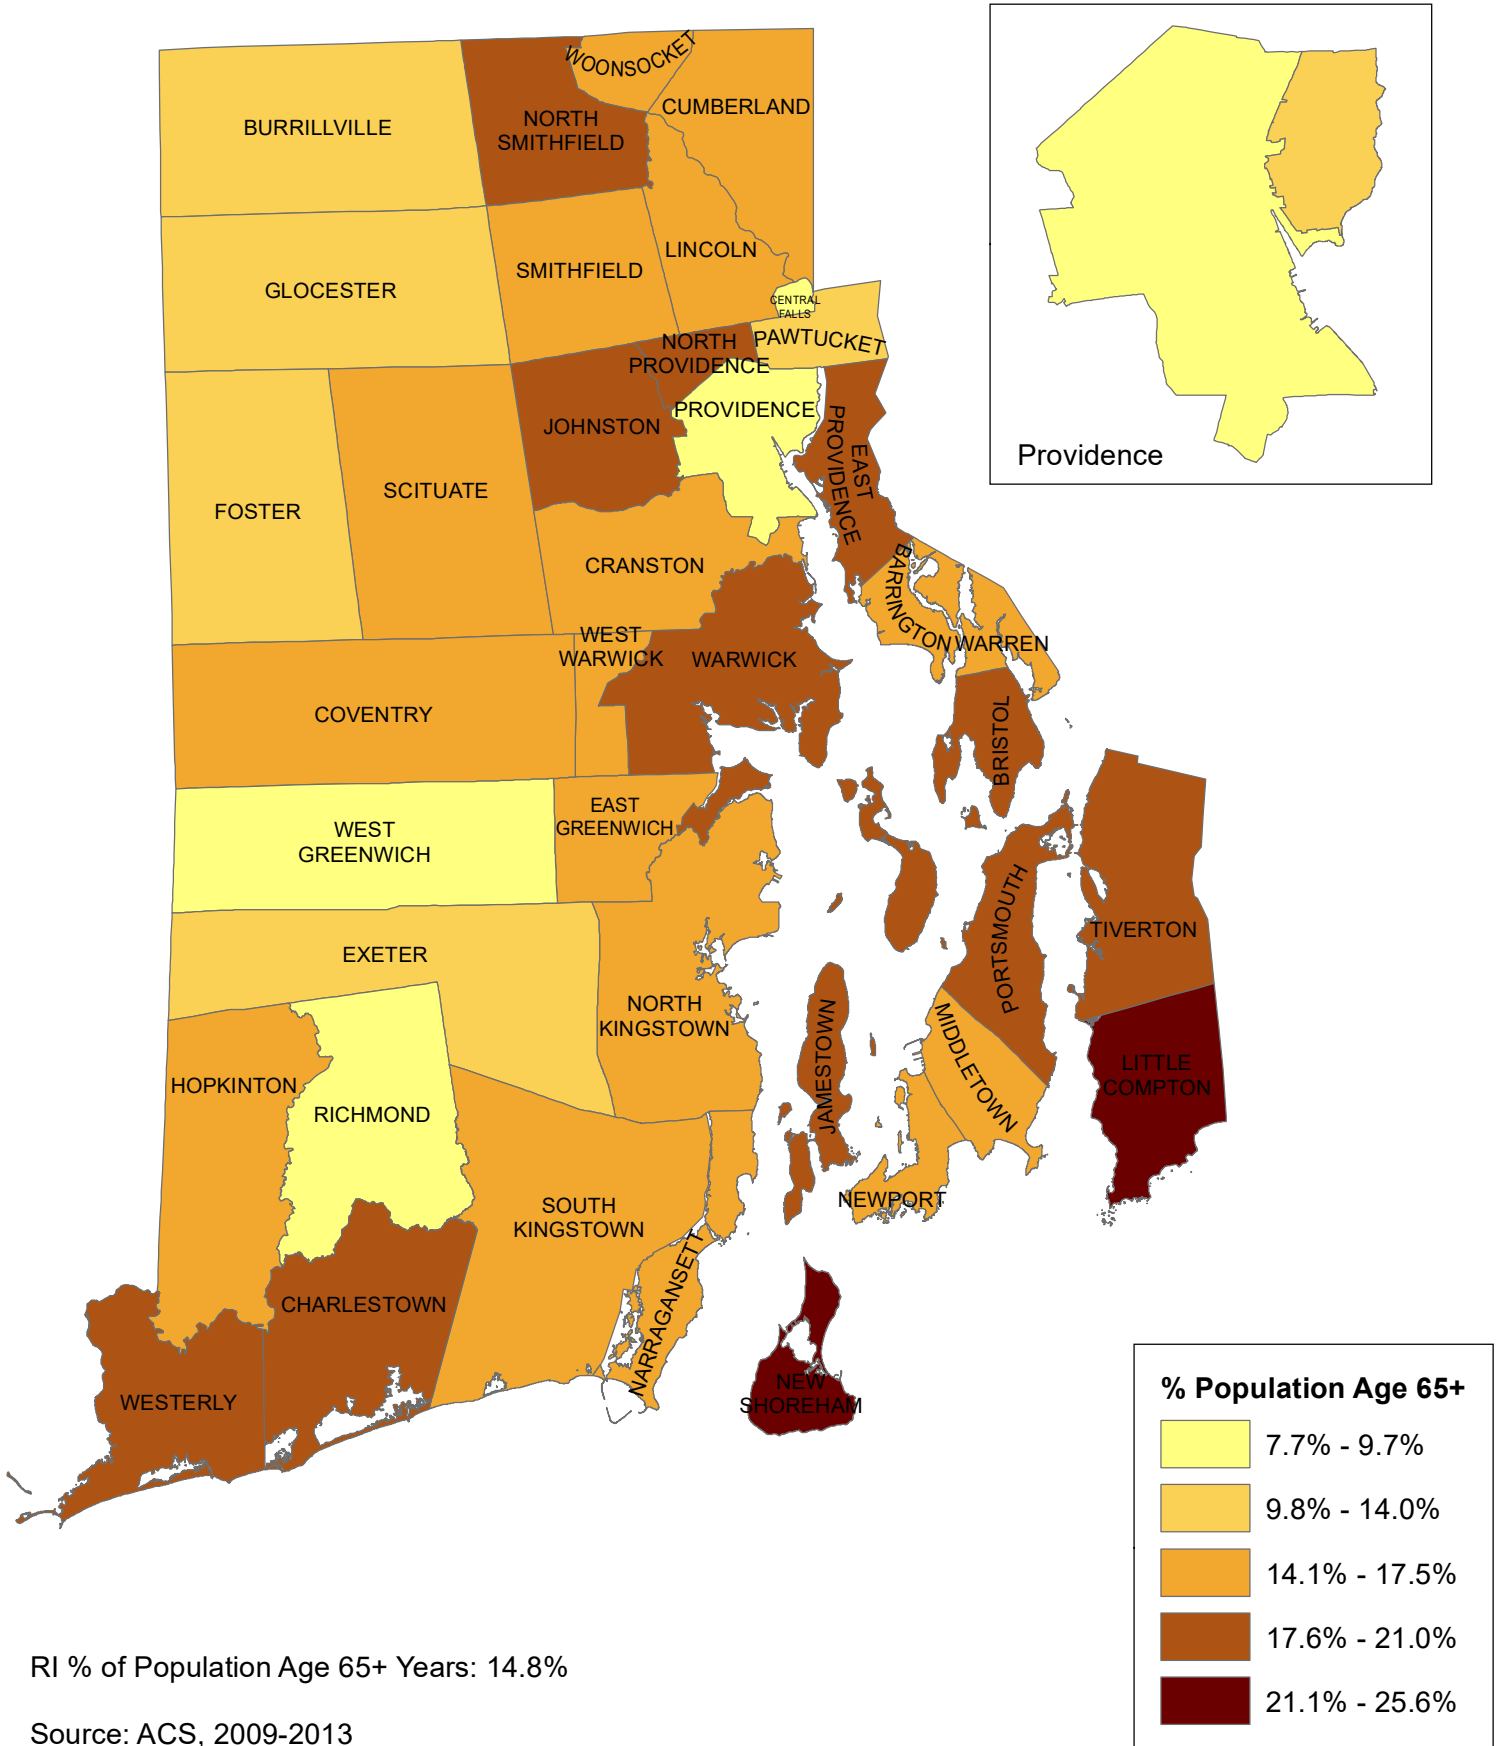 WOONSOCKET
CUMBERLAND
BURRILLVILLE
NORTH
SMITHFIELD
LINCOLN
SMITHFIELD
GLOCESTER
CENTRAL
FALLS
PAWTUCKET
NORTH
PROVIDENCE
PROVIDENCE
JOHNSTON
EAST
PROVIDENCE
SCITUATE
FOSTER
CRANSTON
BARRINGTON
WARREN
WEST
WARWICK
WARWICK
COVENTRY
BRISTOL
EAST
GREENWICH
WEST
GREENWICH
PORTSMOUTH
TIVERTON
EXETER
NORTH
KINGSTOWN
JAMESTOWN
MIDDLETOWN
LITTLE
COMPTON
HOPKINTON
RICHMOND
SOUTH
KINGSTOWN
NEWPORT
NARRAGANSETT
CHARLESTOWN
WESTERLY
NEW
SHOREHAM
Providence
% Population Age 65+
7.7% - 9.7%
9.8% - 14.0%
14.1% - 17.5%
17.6% - 21.0%
21.1% - 25.6%
RI % of Population Age 65+ Years: 14.8%
Source: ACS, 2009-2013